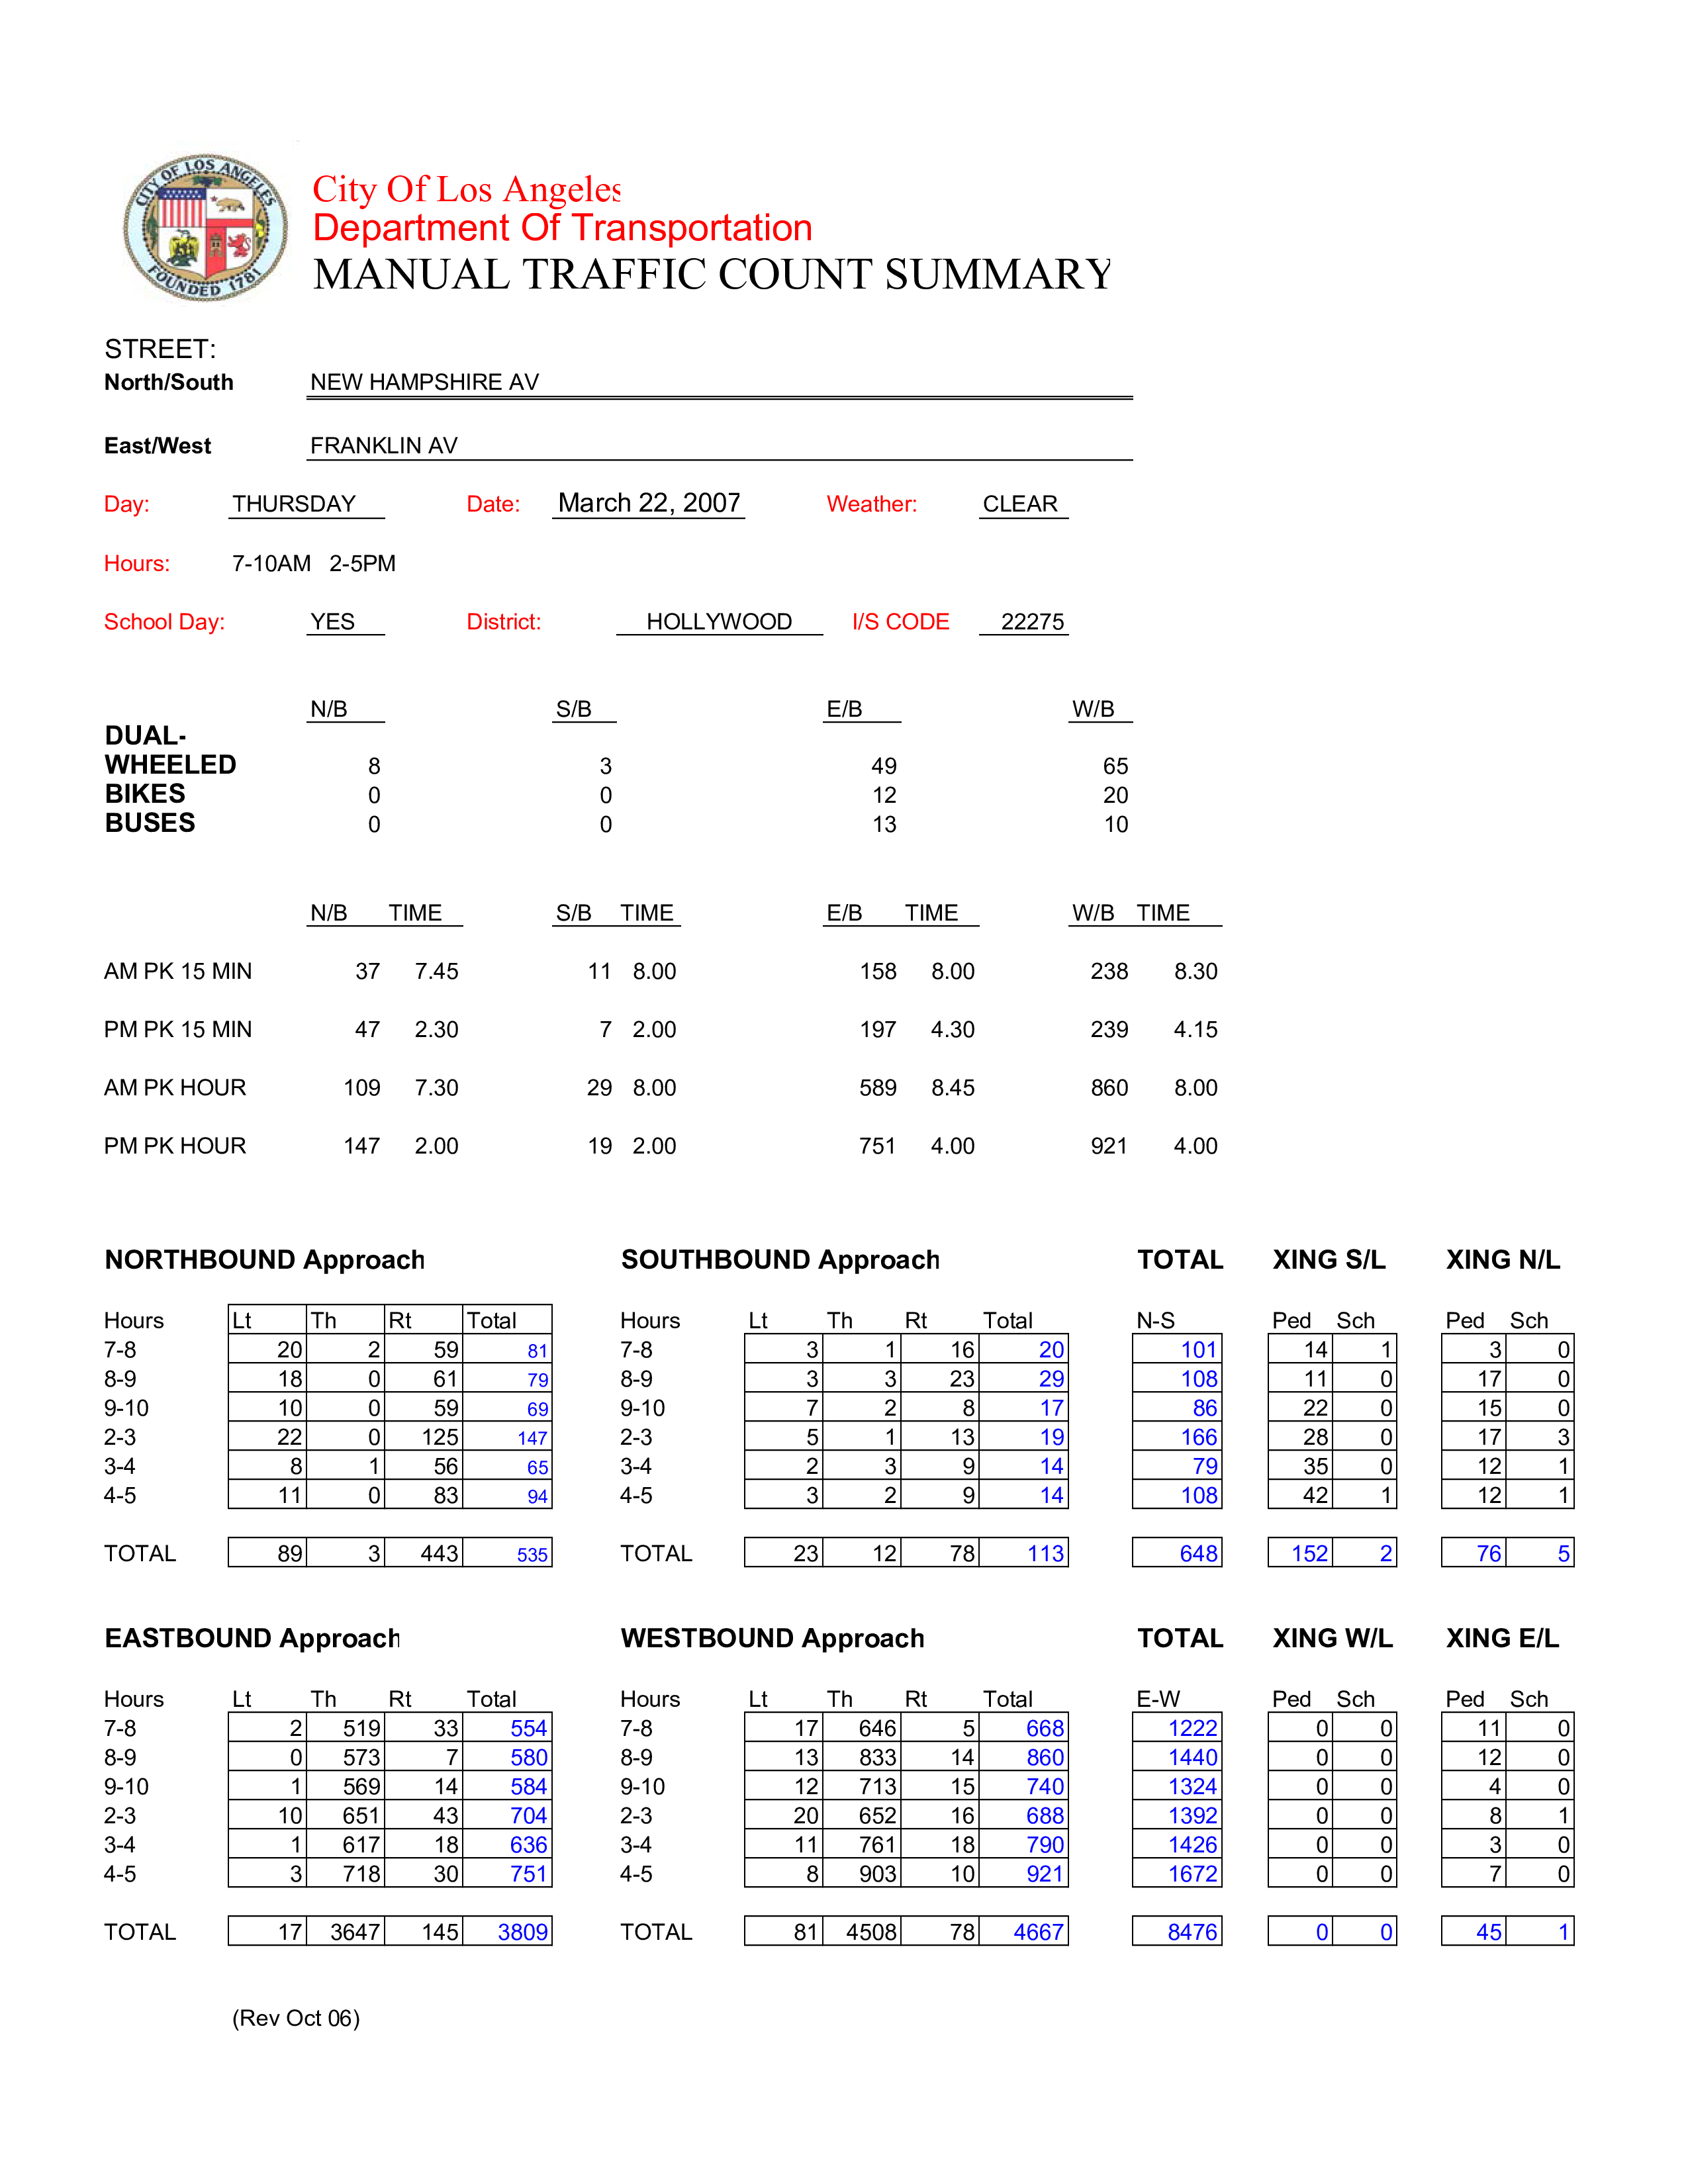 CITY OF LOS ANGELES
FOUNDED 1781
City Of Los Angeles
Department Of Transportation
MANUAL TRAFFIC COUNT SUMMARY
STREET:
North/South NEW HAMPSHIRE AV
East/West FRANKLIN AV
Day: THURSDAY Date: March 22, 2007 Weather: CLEAR
Hours: 7-10AM 2-5PM
School Day: YES District: HOLLYWOOD I/S CODE 22275
N/B S/B E/B W/B
DUAL-
WHEELED 8 3 49 65
BIKES 0 0 12 20
BUSES 0 0 13 10
N/B TIME S/B TIME E/B TIME W/B TIME
AM PK 15 MIN 37 7.45 11 8.00 158 8.00 238 8.30
PM PK 15 MIN 47 2.30 7 2.00 197 4.30 239 4.15
AM PK HOUR 109 7.30 29 8.00 589 8.45 860 8.00
PM PK HOUR 147 2.00 19 2.00 751 4.00 921 4.00
NORTHBOUND Approach SOUTHBOUND Approach TOTAL XING S/L XING N/L
Hours Lt Th Rt Total Hours Lt Th Rt Total N-S Ped Sch Ped Sch
7-8 20 2 59 81 7-8 3 1 16 20 101 14 1 3 0
8-9 18 0 61 79 8-9 3 3 23 29 108 11 0 17 0
9-10 10 0 59 69 9-10 7 2 8 17 86 22 0 15 0
2-3 22 0 125 147 2-3 5 1 13 19 166 28 0 17 3
3-4 8 1 56 65 3-4 2 3 9 14 79 35 0 12 1
4-5 11 0 83 94 4-5 3 2 9 14 108 42 1 12 1
TOTAL 89 3 443 535 TOTAL 23 12 78 113 648 152 2 76 5
EASTBOUND Approach WESTBOUND Approach TOTAL XING W/L XING E/L
Hours Lt Th Rt Total Hours Lt Th Rt Total E-W Ped Sch Ped Sch
7-8 2 519 33 554 7-8 17 646 5 668 1222 0 0 11 0
8-9 0 573 7 580 8-9 13 833 14 860 1440 0 0 12 0
9-10 1 569 14 584 9-10 12 713 15 740 1324 0 0 4 0
2-3 10 651 43 704 2-3 20 652 16 688 1392 0 0 8 1
3-4 1 617 18 636 3-4 11 761 18 790 1426 0 0 3 0
4-5 3 718 30 751 4-5 8 903 10 921 1672 0 0 7 0
TOTAL 17 3647 145 3809 TOTAL 81 4508 78 4667 8476 0 0 45 1
(Rev Oct 06)